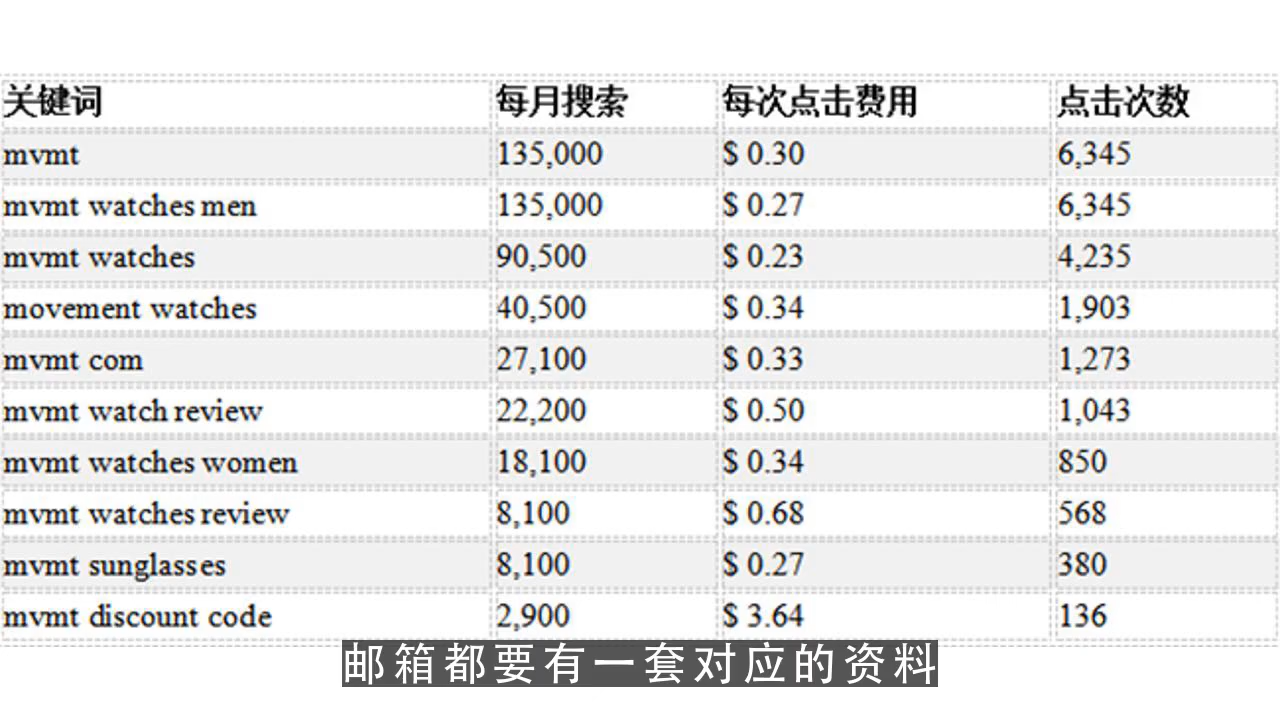 关键词 每月搜索 每次点击费用 点击次数
mvmt 135,000 $ 0.30 6,345
mvmt watches men 135,000 $ 0.27 6,345
mvmt watches 90,500 $ 0.23 4,235
movement watches 40,500 $ 0.34 1,903
mvmt com 27,100 $ 0.33 1,273
mvmt watch review 22,200 $ 0.50 1,043
mvmt watches women 18,100 $ 0.34 850
mvmt watches review 8,100 $ 0.68 568
mvmt sunglasses 8,100 $ 0.27 380
mvmt discount code 2,900 $ 3.64 136
邮箱都要有一套对应的资料